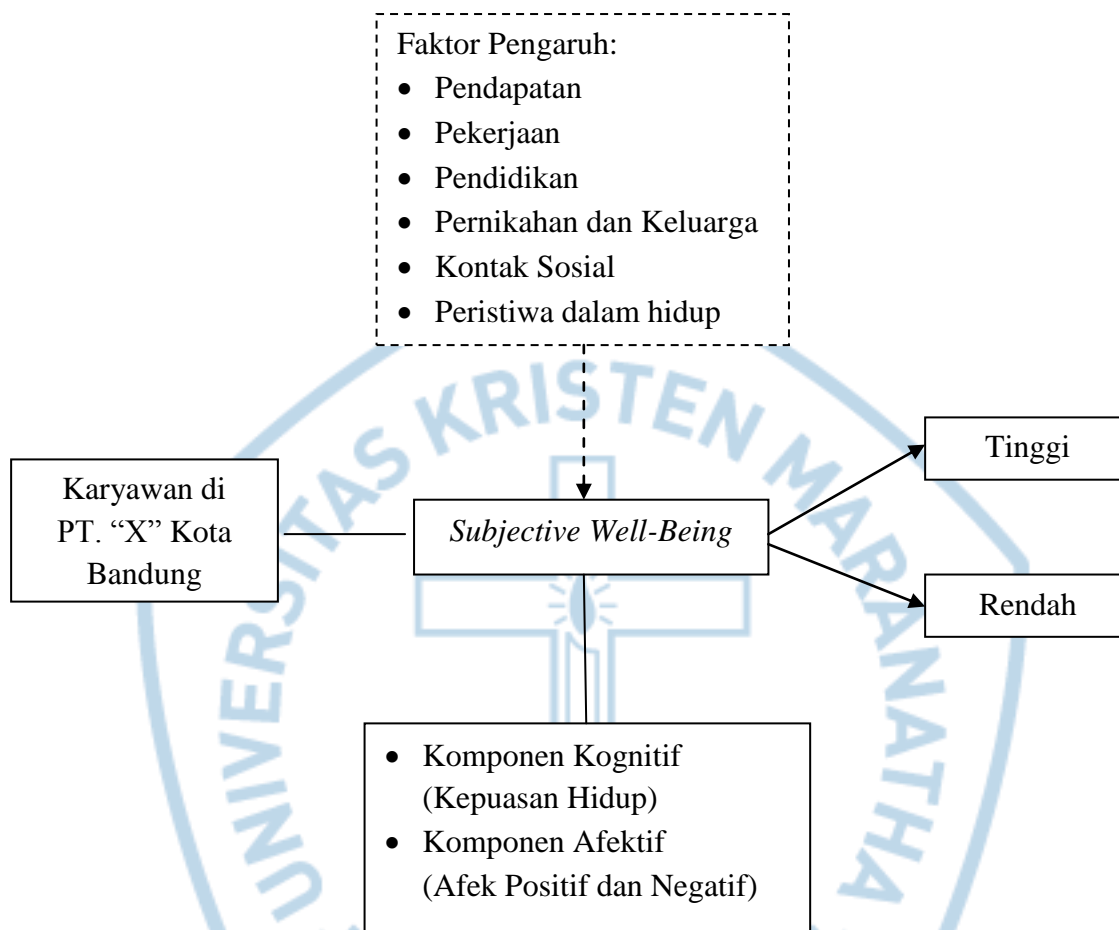 Faktor Pengaruh:
• Pendapatan
• Pekerjaan
• Pendidikan
• Pernikahan dan Keluarga
• Kontak Sosial
• Peristiwa dalam hidup
UNIVERSITAS KRISTEN MARANATHA
Tinggi
Karyawan di
PT. “X” Kota
Bandung
Subjective Well-Being
Rendah
• Komponen Kognitif
(Kepuasan Hidup)
• Komponen Afektif
(Afek Positif dan Negatif)